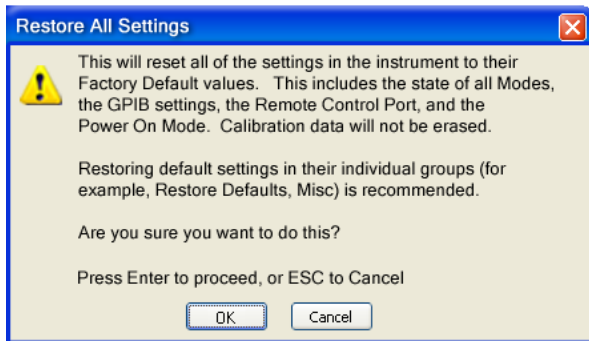 Restore All Settings
This will reset all of the settings in the instrument to their
Factory Default values.   This includes the state of all Modes,
the GPIB settings, the Remote Control Port, and the
Power On Mode.  Calibration data will not be erased.
Restoring default settings in their individual groups (for
example, Restore Defaults, Misc) is recommended.
Are you sure you want to do this?
Press Enter to proceed, or ESC to Cancel
OK
Cancel